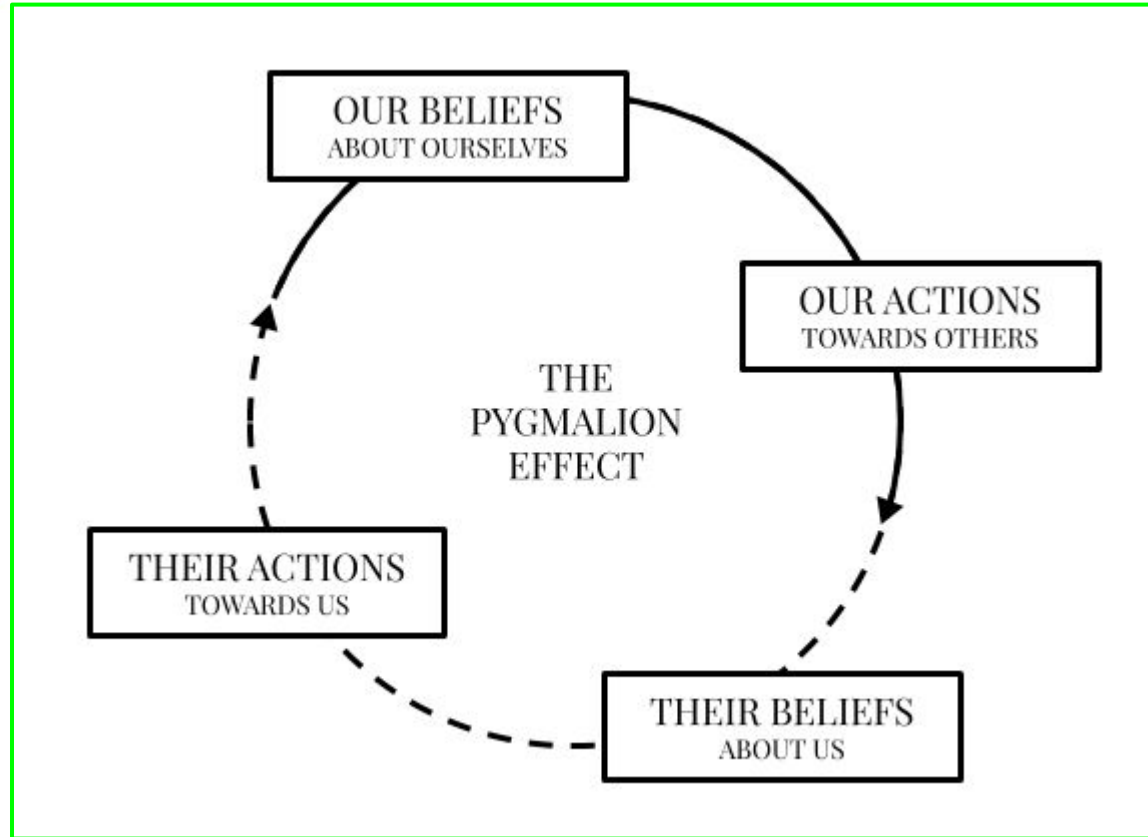 OUR BELIEFS
ABOUT OURSELVES
OUR ACTIONS
TOWARDS OTHERS
THE
PYGMALION
EFFECT
THEIR ACTIONS
TOWARDS US
THEIR BELIEFS
ABOUT US